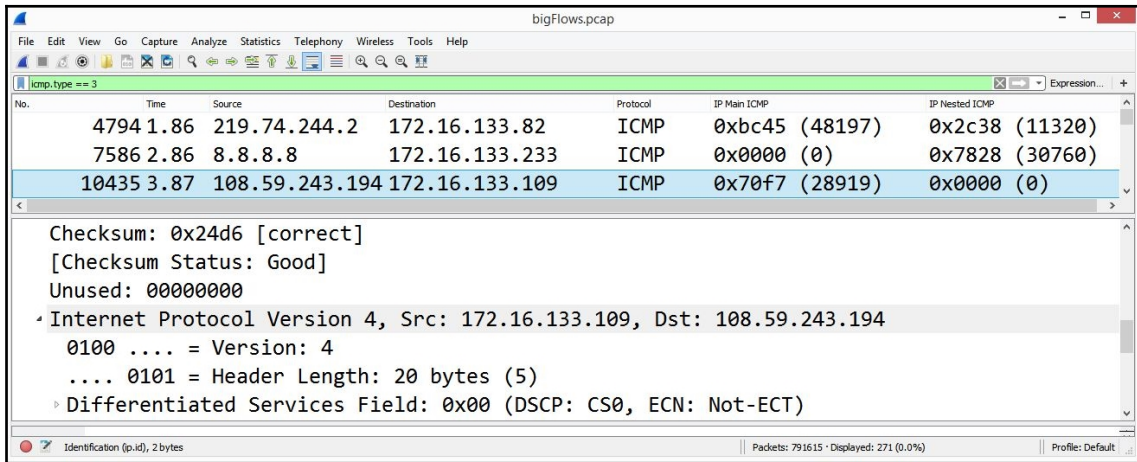 bigFlows.pcap
File Edit View Go Capture Analyze Statistics Telephony Wireless Tools Help
icmp.type == 3 Expression... +
No. Time Source Destination Protocol IP Main ICMP IP Nested ICMP
4794 1.86 219.74.244.2 172.16.133.82 ICMP 0xbc45 (48197) 0x2c38 (11320)
7586 2.86 8.8.8.8 172.16.133.233 ICMP 0x0000 (0) 0x7828 (30760)
10435 3.87 108.59.243.194 172.16.133.109 ICMP 0x70f7 (28919) 0x0000 (0)
Checksum: 0x24d6 [correct]
[Checksum Status: Good]
Unused: 00000000
Internet Protocol Version 4, Src: 172.16.133.109, Dst: 108.59.243.194
0100 .... = Version: 4
.... 0101 = Header Length: 20 bytes (5)
Differentiated Services Field: 0x00 (DSCP: CS0, ECN: Not-ECT)
Identification (ip.id), 2 bytes Packets: 791615 · Displayed: 271 (0.0%) Profile: Default